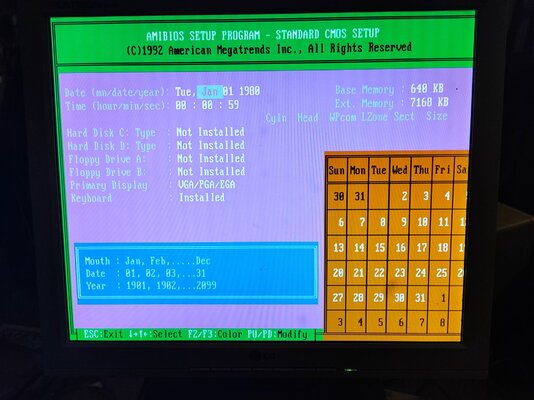 AMIBIOS SETUP PROGRAM - STANDARD CMOS SETUP
(C)1992 American Megatrends Inc., All Rights Reserved
Date (mn/date/year): Tue, Jan 01 1980
Base Memory : 640 KB
Time (hour/min/sec): 00 : 00 : 59
Ext. Memory : 7168 KB
Cyln Head WPcom LZone Sect Size
Hard Disk C: Type : Not Installed
Hard Disk D: Type : Not Installed
Floppy Drive A: : Not Installed
Floppy Drive B: : Not Installed
Primary Display : VGA/PGA/EGA
Keyboard : Installed
Sun Mon Tue Wed Thu Fri Sa
30 31 2 3 4
6 7 8 9 10 11
13 14 15 16 17 18
20 21 22 23 24 25
27 28 29 30 31 1
3 4 5 6 7 8
Month : Jan, Feb,.....Dec
Date : 01, 02, 03,...31
Year : 1901, 1902,...2099
ESC:Exit ↓→↑←:Select F2/F3:Color PU/PD:Modify
LG